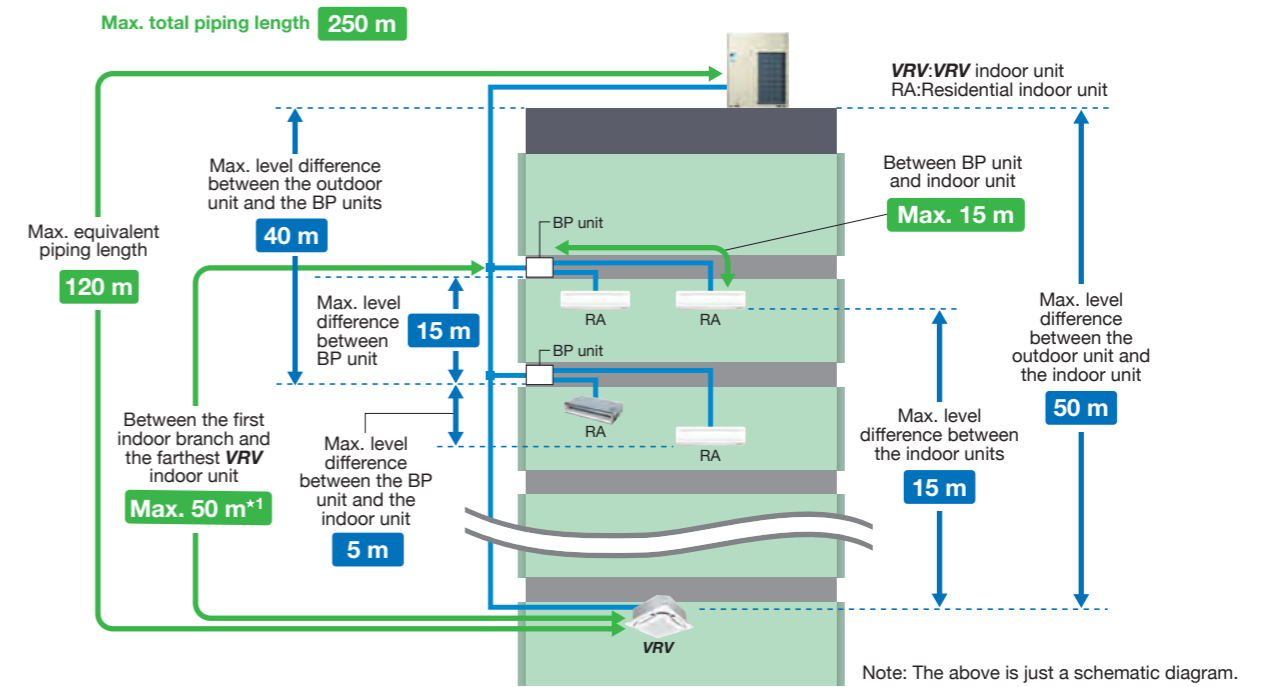 Max. total piping length 250 m
VRV:VRV indoor unit
RA:Residential indoor unit
Max. level difference
between the outdoor
unit and the BP units
40 m
Between BP unit
and indoor unit
Max. 15 m
Max. equivalent
piping length
120 m
BP unit
Max. level
difference
between
BP unit
15 m
RA
RA
Max. level
difference
between the
outdoor unit and
the indoor unit
50 m
BP unit
RA
RA
Between the first
indoor branch and
the farthest VRV
indoor unit
Max. 50 m*1
Max. level
difference
between the BP
unit and the
indoor unit
5 m
Max. level
difference between
the indoor units
15 m
VRV
Note: The above is just a schematic diagram.